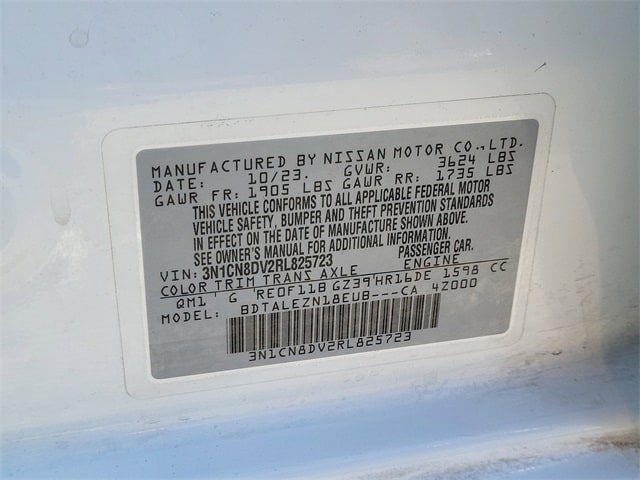 MANUFACTURED BY NISSAN MOTOR CO.,LTD.
DATE: 10/23. GVWR: 3624 LBS
GAWR FR: 1905 LBS GAWR RR: 1735 LBS
THIS VEHICLE CONFORMS TO ALL APPLICABLE FEDERAL MOTOR
VEHICLE SAFETY, BUMPER AND THEFT PREVENTION STANDARDS
IN EFFECT ON THE DATE OF MANUFACTURE SHOWN ABOVE.
SEE OWNER'S MANUAL FOR ADDITIONAL INFORMATION.
VIN: 3N1CN8DV2RL825723 PASSENGER CAR.
COLOR TRIM TRANS AXLE ENGINE
QM1 G RE0F11B GZ39 HR16DE 1598 CC
MODEL: BDTALEZN18EUB---CA 4Z000
3N1CN8DV2RL825723